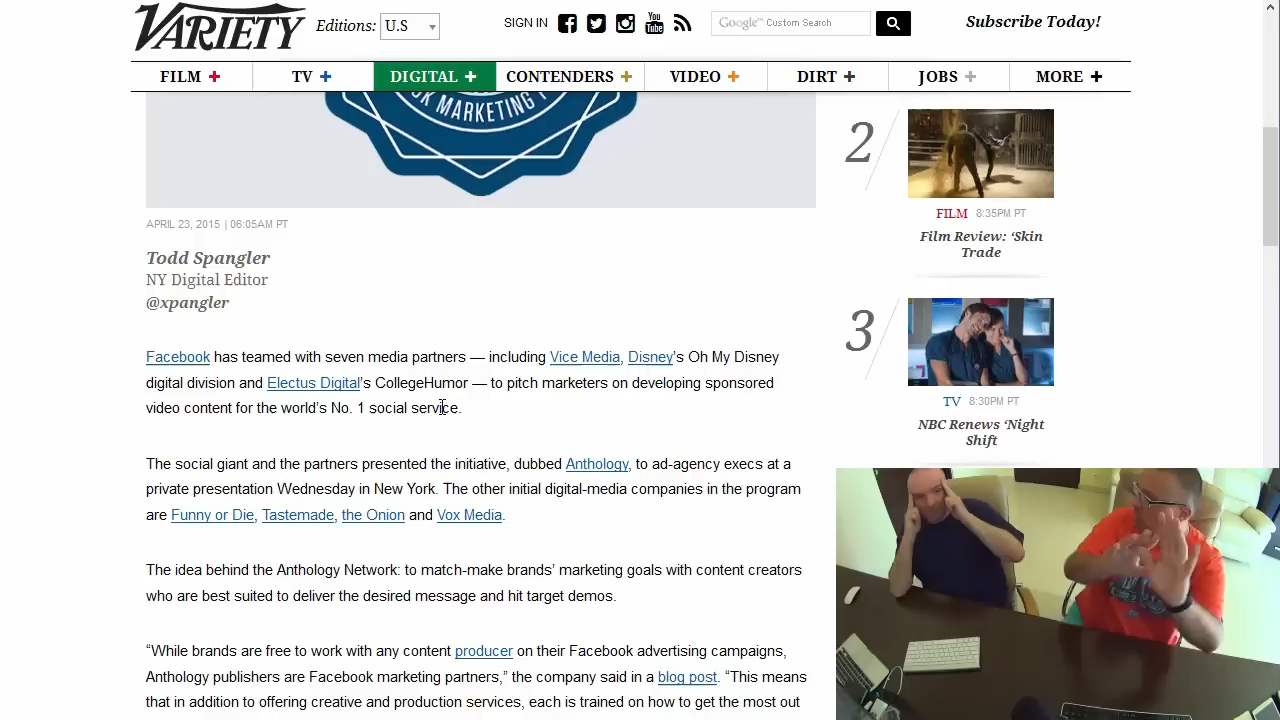 VARIETY
Editions:
U.S
SIGN IN
You
Tube
Google™ Custom Search
Subscribe Today!
FILM +
TV +
DIGITAL +
CONTENDERS +
VIDEO +
DIRT +
JOBS +
MORE +
OK MARKETING
APRIL 23, 2015 | 06:05AM PT
Todd Spangler
NY Digital Editor
@xpangler
Facebook has teamed with seven media partners — including Vice Media, Disney’s Oh My Disney
digital division and Electus Digital’s CollegeHumor — to pitch marketers on developing sponsored
video content for the world’s No. 1 social service.
The social giant and the partners presented the initiative, dubbed Anthology, to ad-agency execs at a
private presentation Wednesday in New York. The other initial digital-media companies in the program
are Funny or Die, Tastemade, the Onion and Vox Media.
The idea behind the Anthology Network: to match-make brands’ marketing goals with content creators
who are best suited to deliver the desired message and hit target demos.
“While brands are free to work with any content producer on their Facebook advertising campaigns,
Anthology publishers are Facebook marketing partners,” the company said in a blog post. “This means
that in addition to offering creative and production services, each is trained on how to get the most out
2
FILM 8:35PM PT
Film Review: ‘Skin
Trade
3
TV 8:30PM PT
NBC Renews ‘Night
Shift